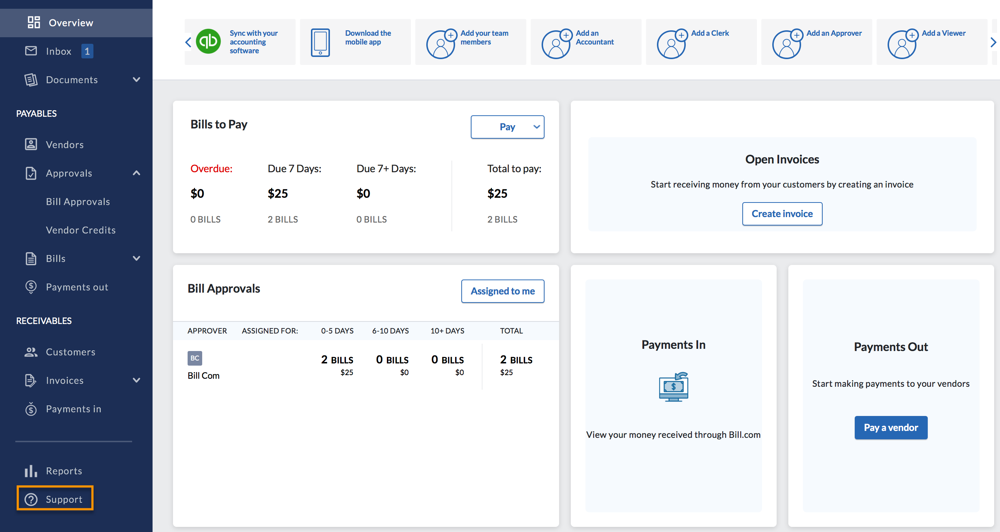 Overview
Inbox 1
Documents
PAYABLES
Vendors
Approvals
Bill Approvals
Vendor Credits
Bills
Payments out
RECEIVABLES
Customers
Invoices
Payments in
Reports
Support
qb
Sync with your
accounting
software
Download the
mobile app
Add your team
members
Add an
Accountant
Add a Clerk
Add an Approver
Add a Viewer
Bills to Pay
Pay
Overdue: Due 7 Days: Due 7+ Days: Total to pay:
$0 $25 $0 $25
0 BILLS 2 BILLS 0 BILLS 2 BILLS
Open Invoices
Start receiving money from your customers by creating an invoice
Create invoice
Bill Approvals
Assigned to me
APPROVER ASSIGNED FOR: 0-5 DAYS 6-10 DAYS 10+ DAYS TOTAL
BC
2 BILLS 0 BILLS 0 BILLS 2 BILLS
$25 $0 $0 $25
Bill Com
Payments In
$
View your money received through Bill.com
Payments Out
Start making payments to your vendors
Pay a vendor